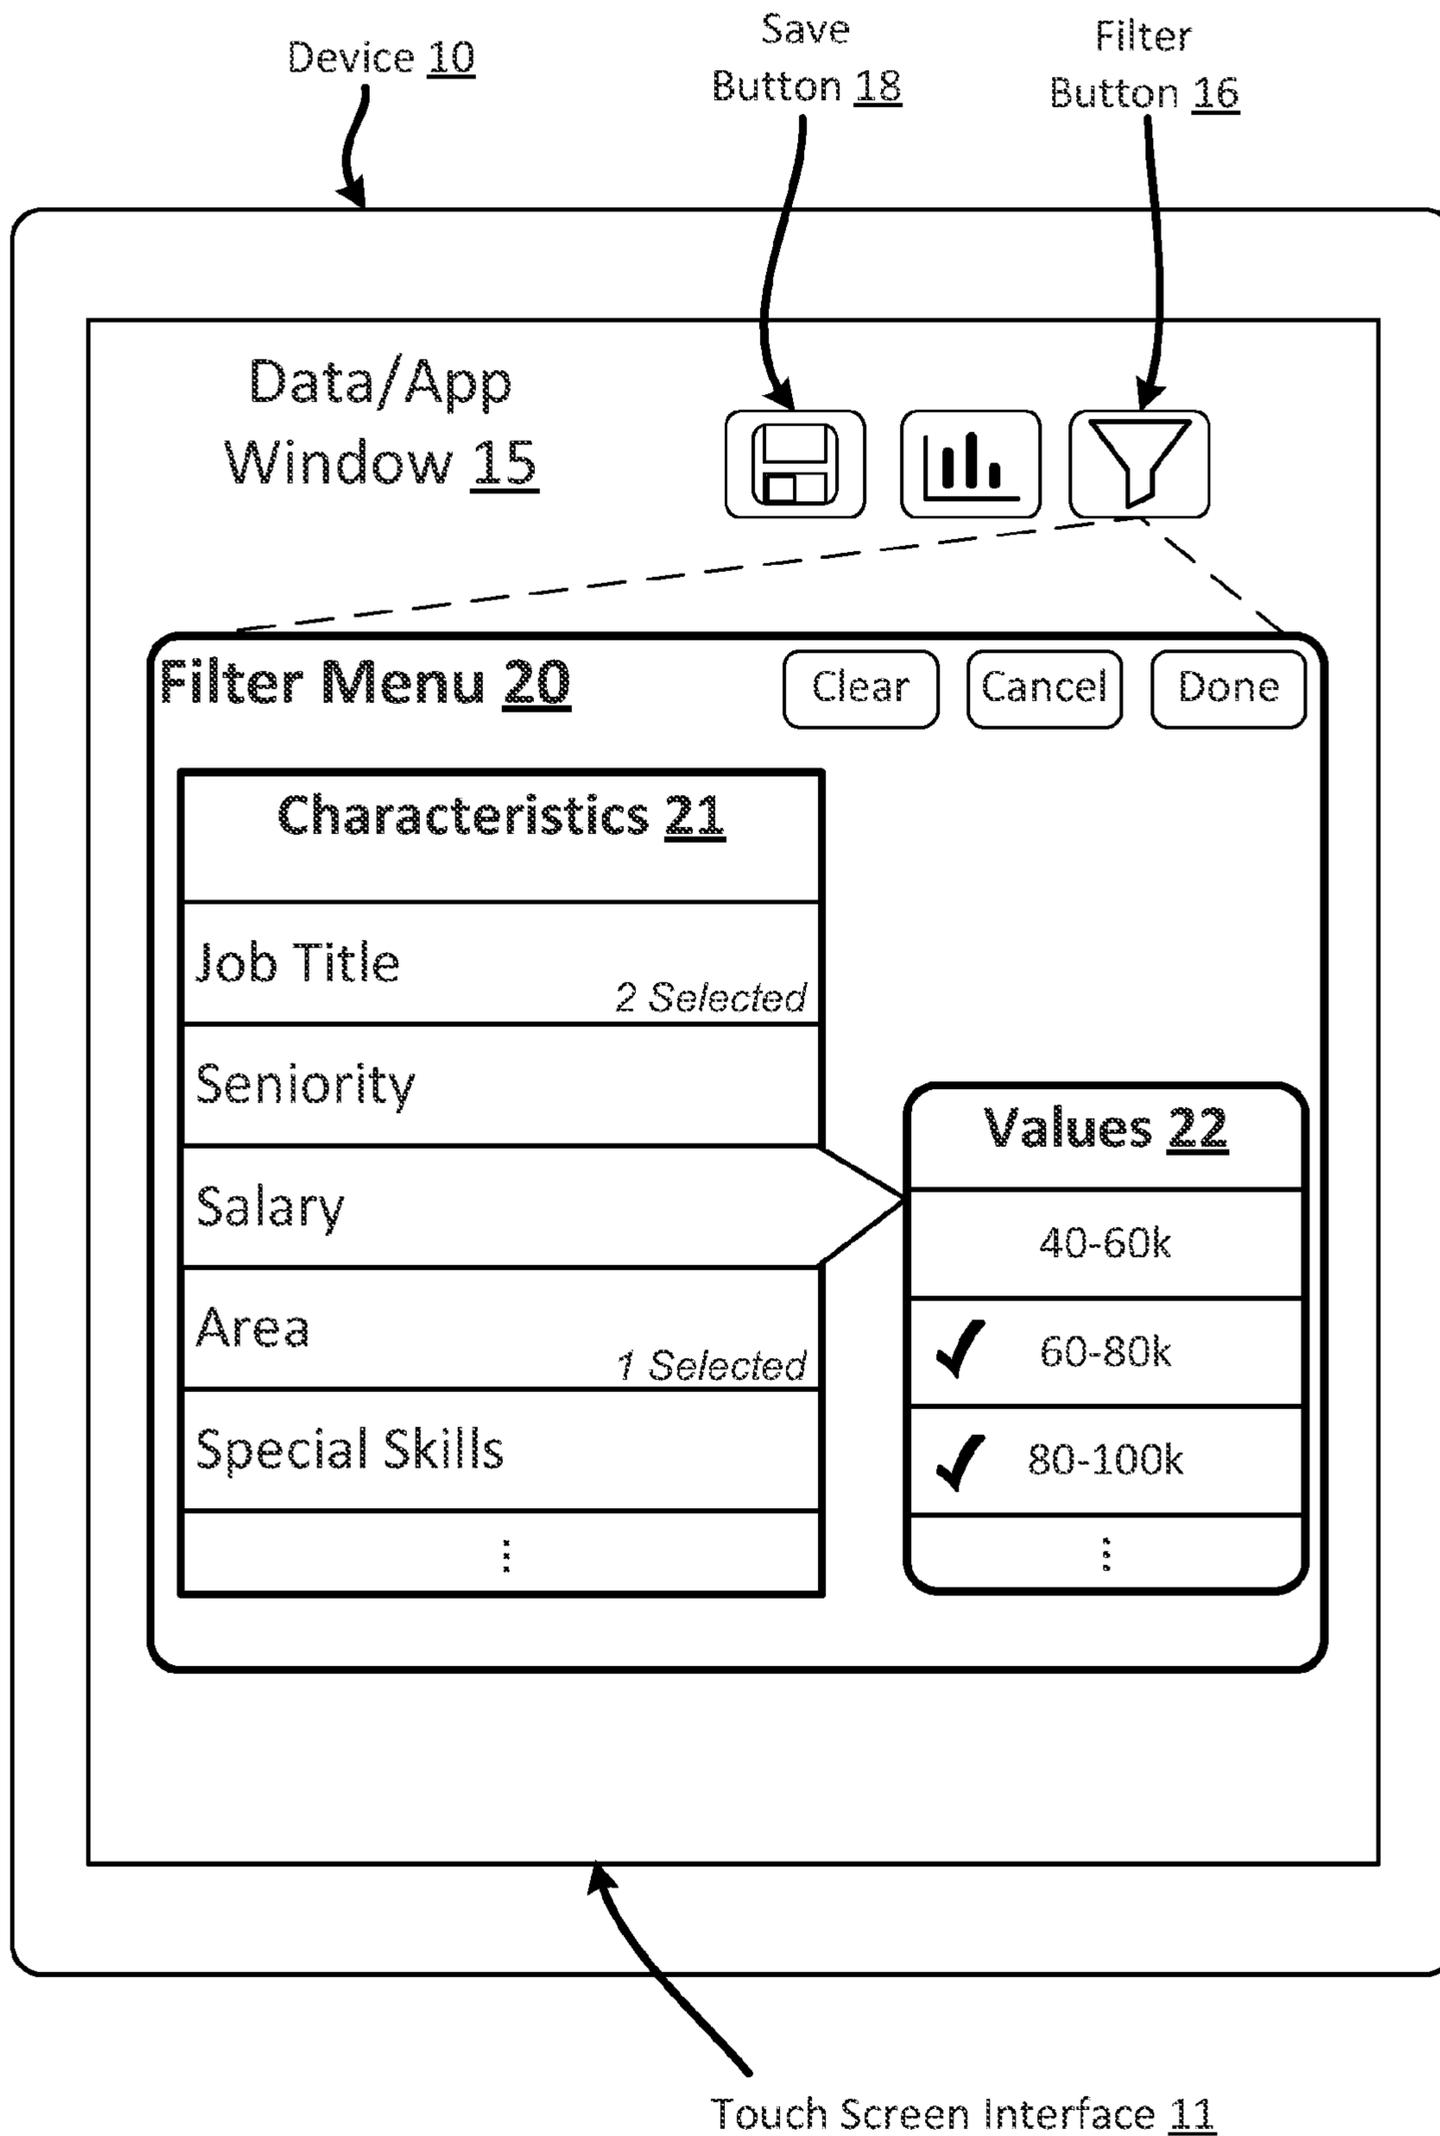 Device 10
Save
Button 18
Filter
Button 16
Data/App
Window 15
Filter Menu 20
Clear
Cancel
Done
Characteristics 21
Job Title
2 Selected
Seniority
Salary
Area
1 Selected
Special Skills
Values 22
40-60k
60-80k
80-100k
Touch Screen Interface 11